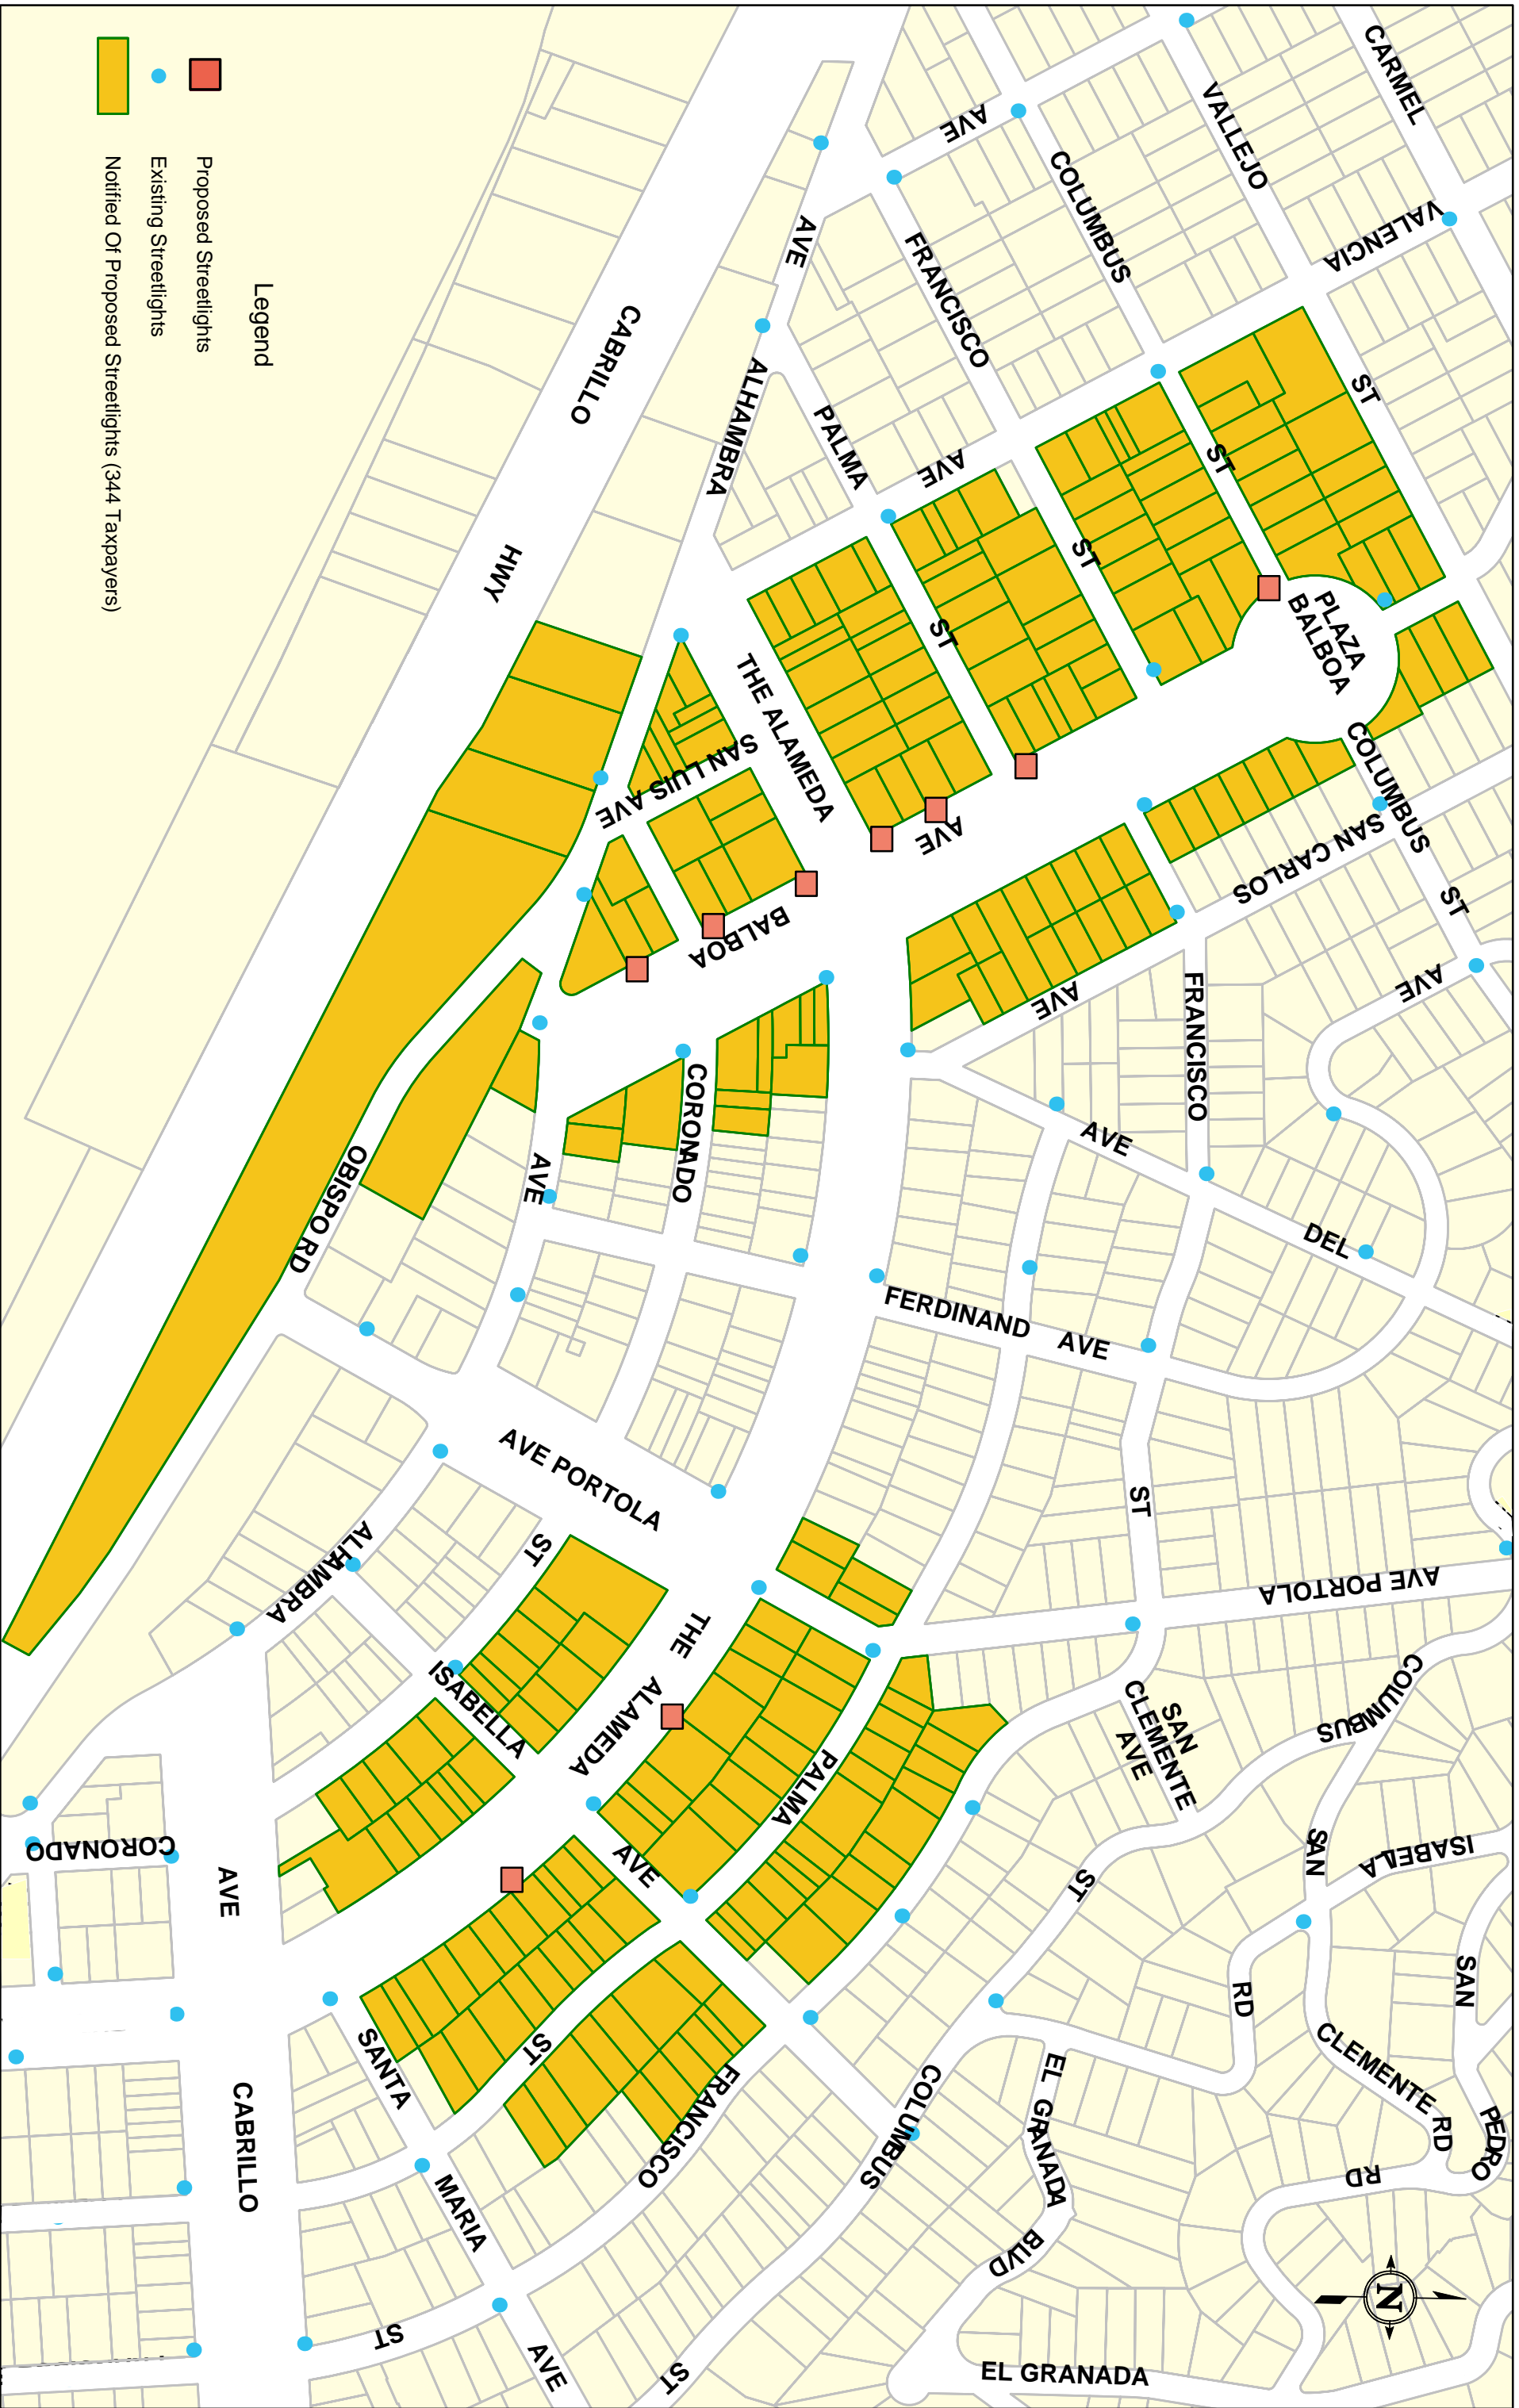 Legend
Proposed Streetlights
Existing Streetlights
Notified Of Proposed Streetlights (344 Taxpayers)
CARMEL
VALLEJO
ST
VALENCIA
AVE
COLUMBUS
ST
AVE
FRANCISCO
ST
AVE
ALHAMBRA
PALMA
ST
CABRILLO
HWY
PLAZA
BALBOA
THE ALAMEDA
SAN LUIS AVE
AVE
BALBOA
COLUMBUS
ST
SAN CARLOS
AVE
AVE
FRANCISCO
ST
AVE
DEL
CORONADO
ST
AVE
OBISPO RD
FERDINAND AVE
AVE PORTOLA
AVE PORTOLA
ALHAMBRA
ISABELLA
AVE
THE ALAMEDA
PALMA
ST
SAN
CLEMENTE
AVE
COLUMBUS
ST
SAN
CLEMENTE
RD
ISABELLA
RD
SAN
PEDRO
RD
CORONADO
AVE
CABRILLO
SANTA
MARIA
AVE
FRANCISCO
ST
COLUMBUS
ST
EL GRANADA
BLVD
EL GRANADA
N